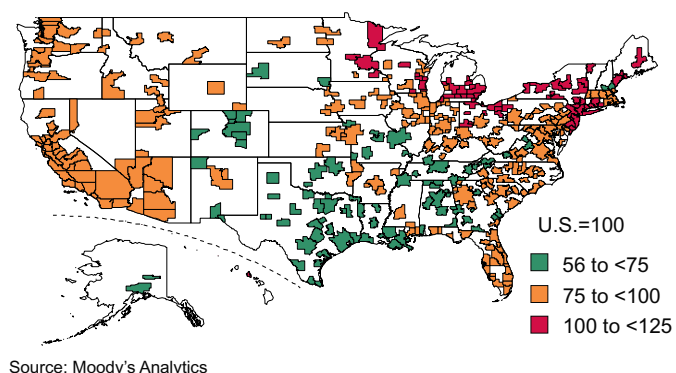 U.S.=100
56 to <75
75 to <100
100 to <125
Source: Moody's Analytics